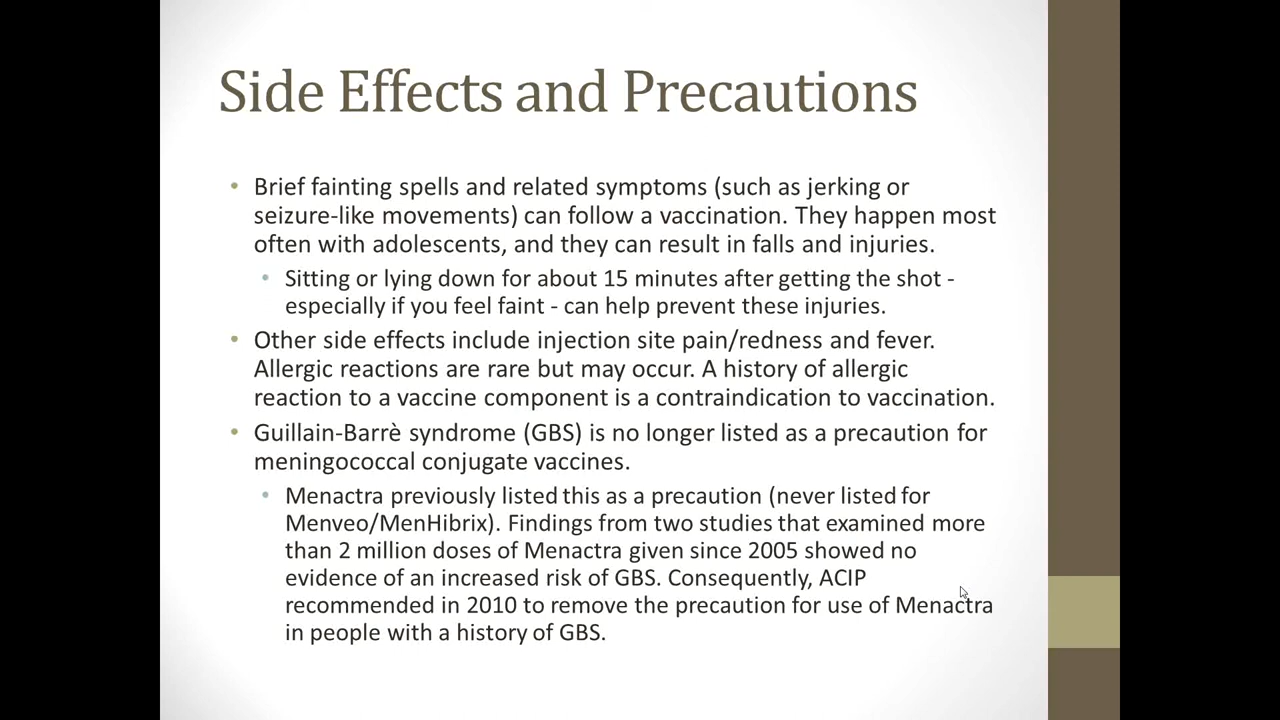 Side Effects and Precautions
• Brief fainting spells and related symptoms (such as jerking or
seizure-like movements) can follow a vaccination. They happen most
often with adolescents, and they can result in falls and injuries.
• Sitting or lying down for about 15 minutes after getting the shot -
especially if you feel faint - can help prevent these injuries.
• Other side effects include injection site pain/redness and fever.
Allergic reactions are rare but may occur. A history of allergic
reaction to a vaccine component is a contraindication to vaccination.
• Guillain-Barrè syndrome (GBS) is no longer listed as a precaution for
meningococcal conjugate vaccines.
• Menactra previously listed this as a precaution (never listed for
Menveo/MenHibrix). Findings from two studies that examined more
than 2 million doses of Menactra given since 2005 showed no
evidence of an increased risk of GBS. Consequently, ACIP
recommended in 2010 to remove the precaution for use of Menactra
in people with a history of GBS.